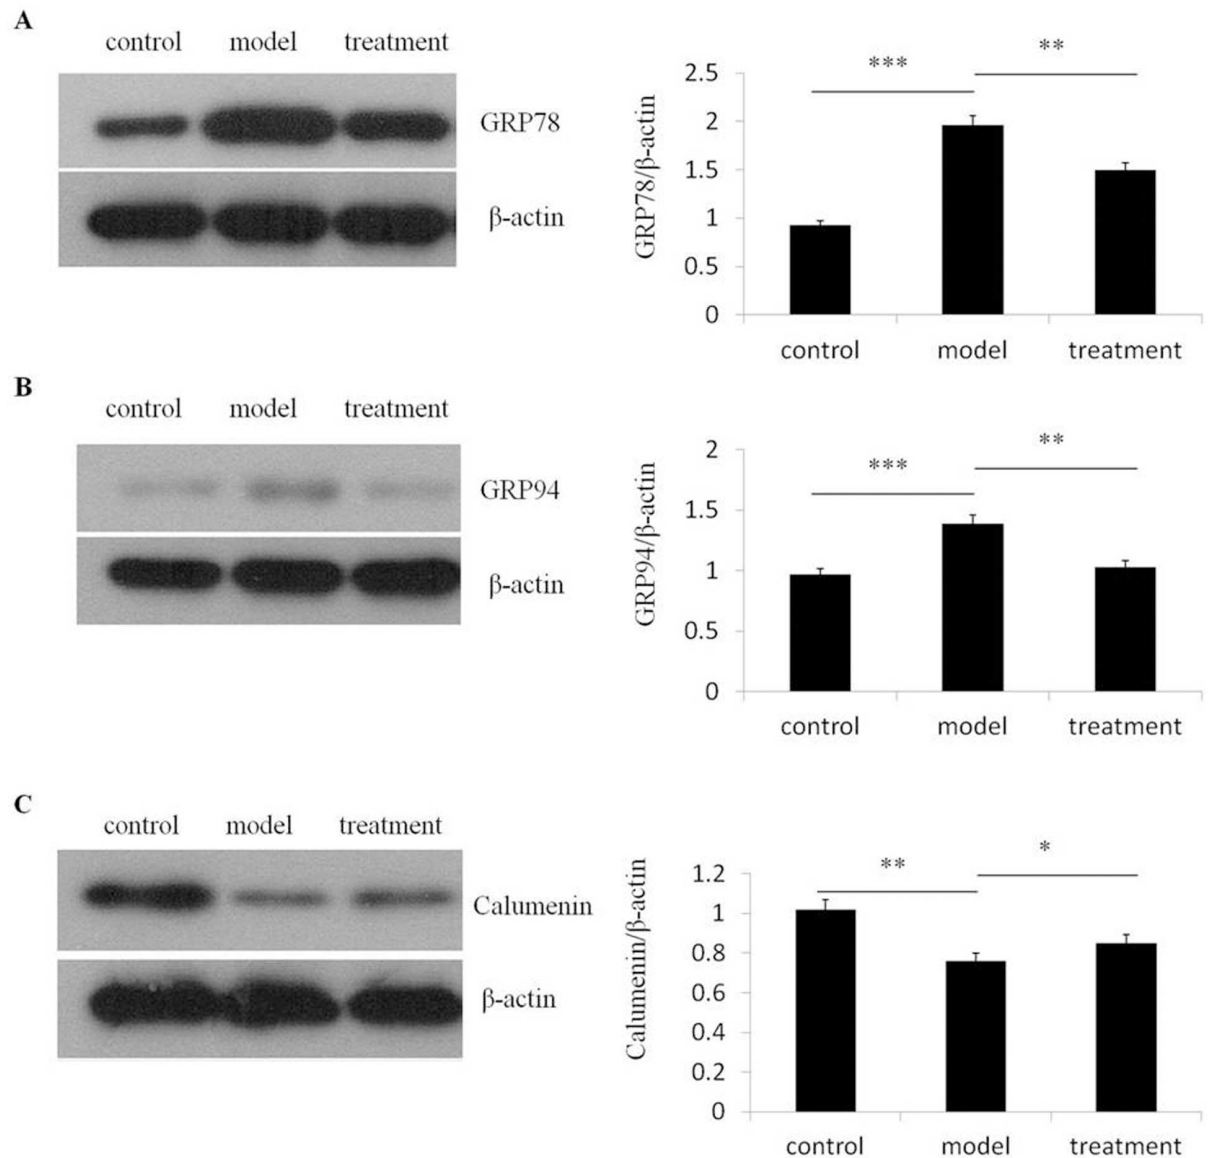 A
control model treatment
GRP78
β-actin
*** **
GRP78/β-actin
2.5
2
1.5
1
0.5
0
control model treatment
B
control model treatment
GRP94
β-actin
*** **
GRP94/β-actin
2
1.5
1
0.5
0
control model treatment
C
control model treatment
Calumenin
β-actin
** *
Calumenin/β-actin
1.2
1
0.8
0.6
0.4
0.2
0
control model treatment